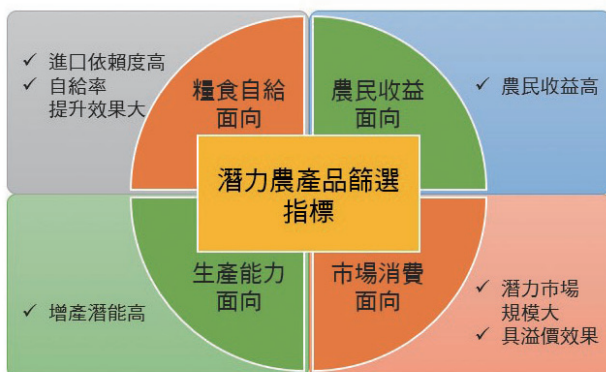 ✓ 進口依賴度高
✓ 自給率
提升效果大
糧食自給
面向
農民收益
面向
✓ 農民收益高
潛力農產品篩選
指標
✓ 增產潛能高
生產能力
面向
市場消費
面向
✓ 潛力市場
規模大
✓ 具溢價效果